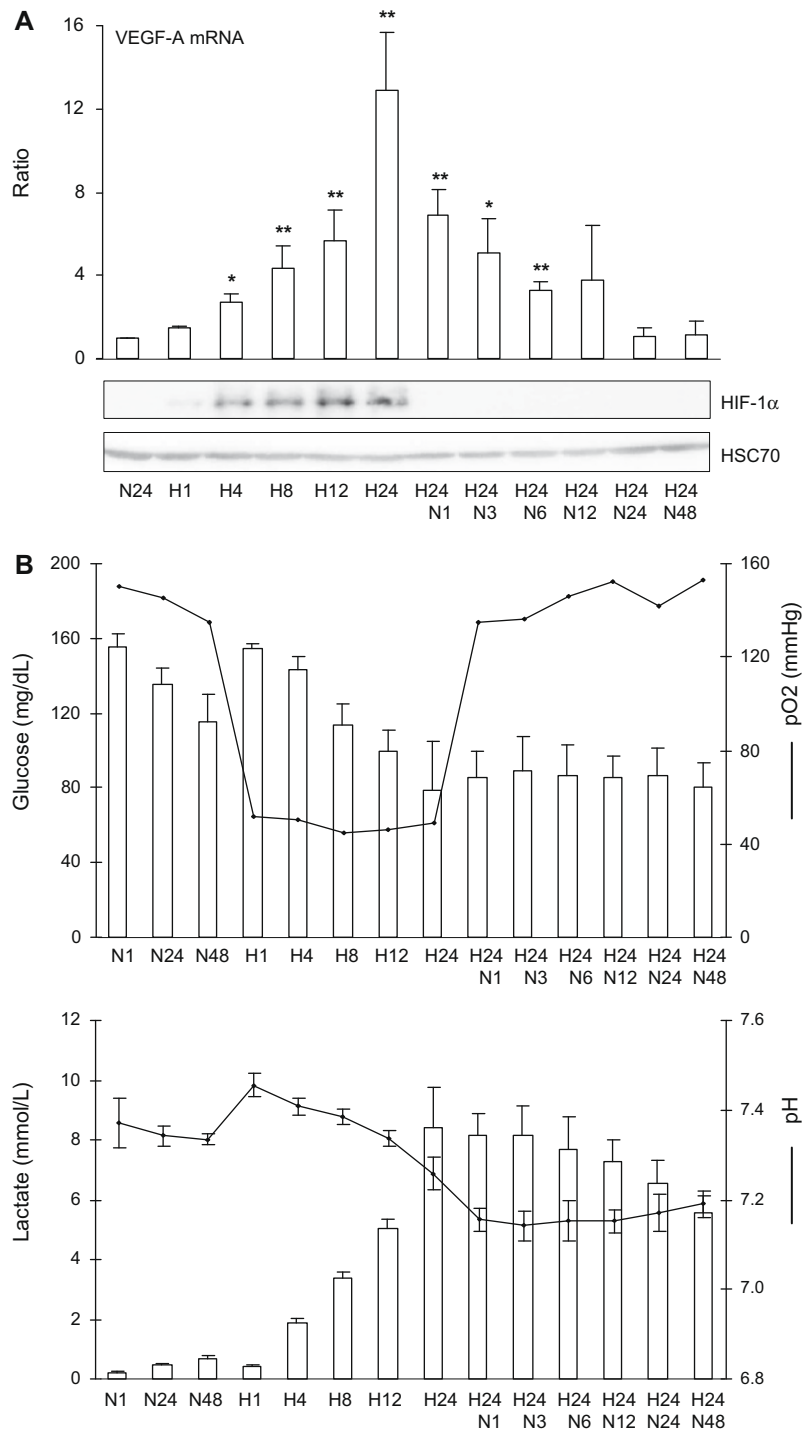 A
VEGF-A mRNA
Ratio
16
12
8
4
0
** 
* ** ** ** * **
HIF-1α
HSC70
N24 H1 H4 H8 H12 H24 H24 H24 H24 H24 H24 H24
N1 N3 N6 N12 N24 N48
B
Glucose (mg/dL)
200
160
120
80
40
0
pO2 (mmHg)
160
120
80
40
0
N1 N24 N48 H1 H4 H8 H12 H24 H24 H24 H24 H24 H24 H24
N1 N3 N6 N12 N24 N48
Lactate (mmol/L)
12
10
8
6
4
2
0
pH
7.6
7.4
7.2
7.0
6.8
N1 N24 N48 H1 H4 H8 H12 H24 H24 H24 H24 H24 H24 H24
N1 N3 N6 N12 N24 N48